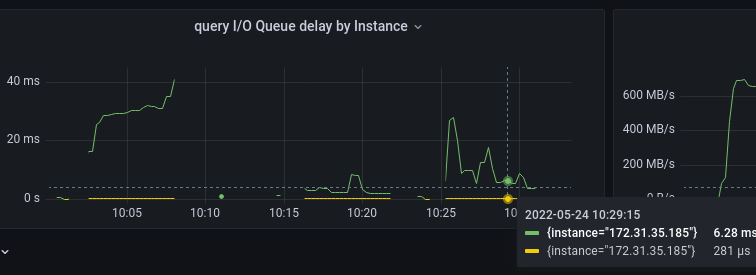 query I/O Queue delay by Instance
40 ms
20 ms
0 s
10:05
10:10
10:15
10:20
10:25
10
600 MB/s
400 MB/s
200 MB/s
2022-05-24 10:29:15
{instance="172.31.35.185"} 6.28 ms
{instance="172.31.35.185"} 281 µs